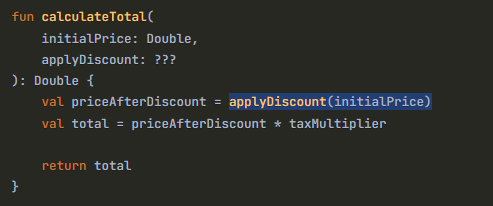 fun calculateTotal(
    initialPrice: Double,
    applyDiscount: ???
): Double {
    val priceAfterDiscount = applyDiscount(initialPrice)
    val total = priceAfterDiscount * taxMultiplier

    return total
}